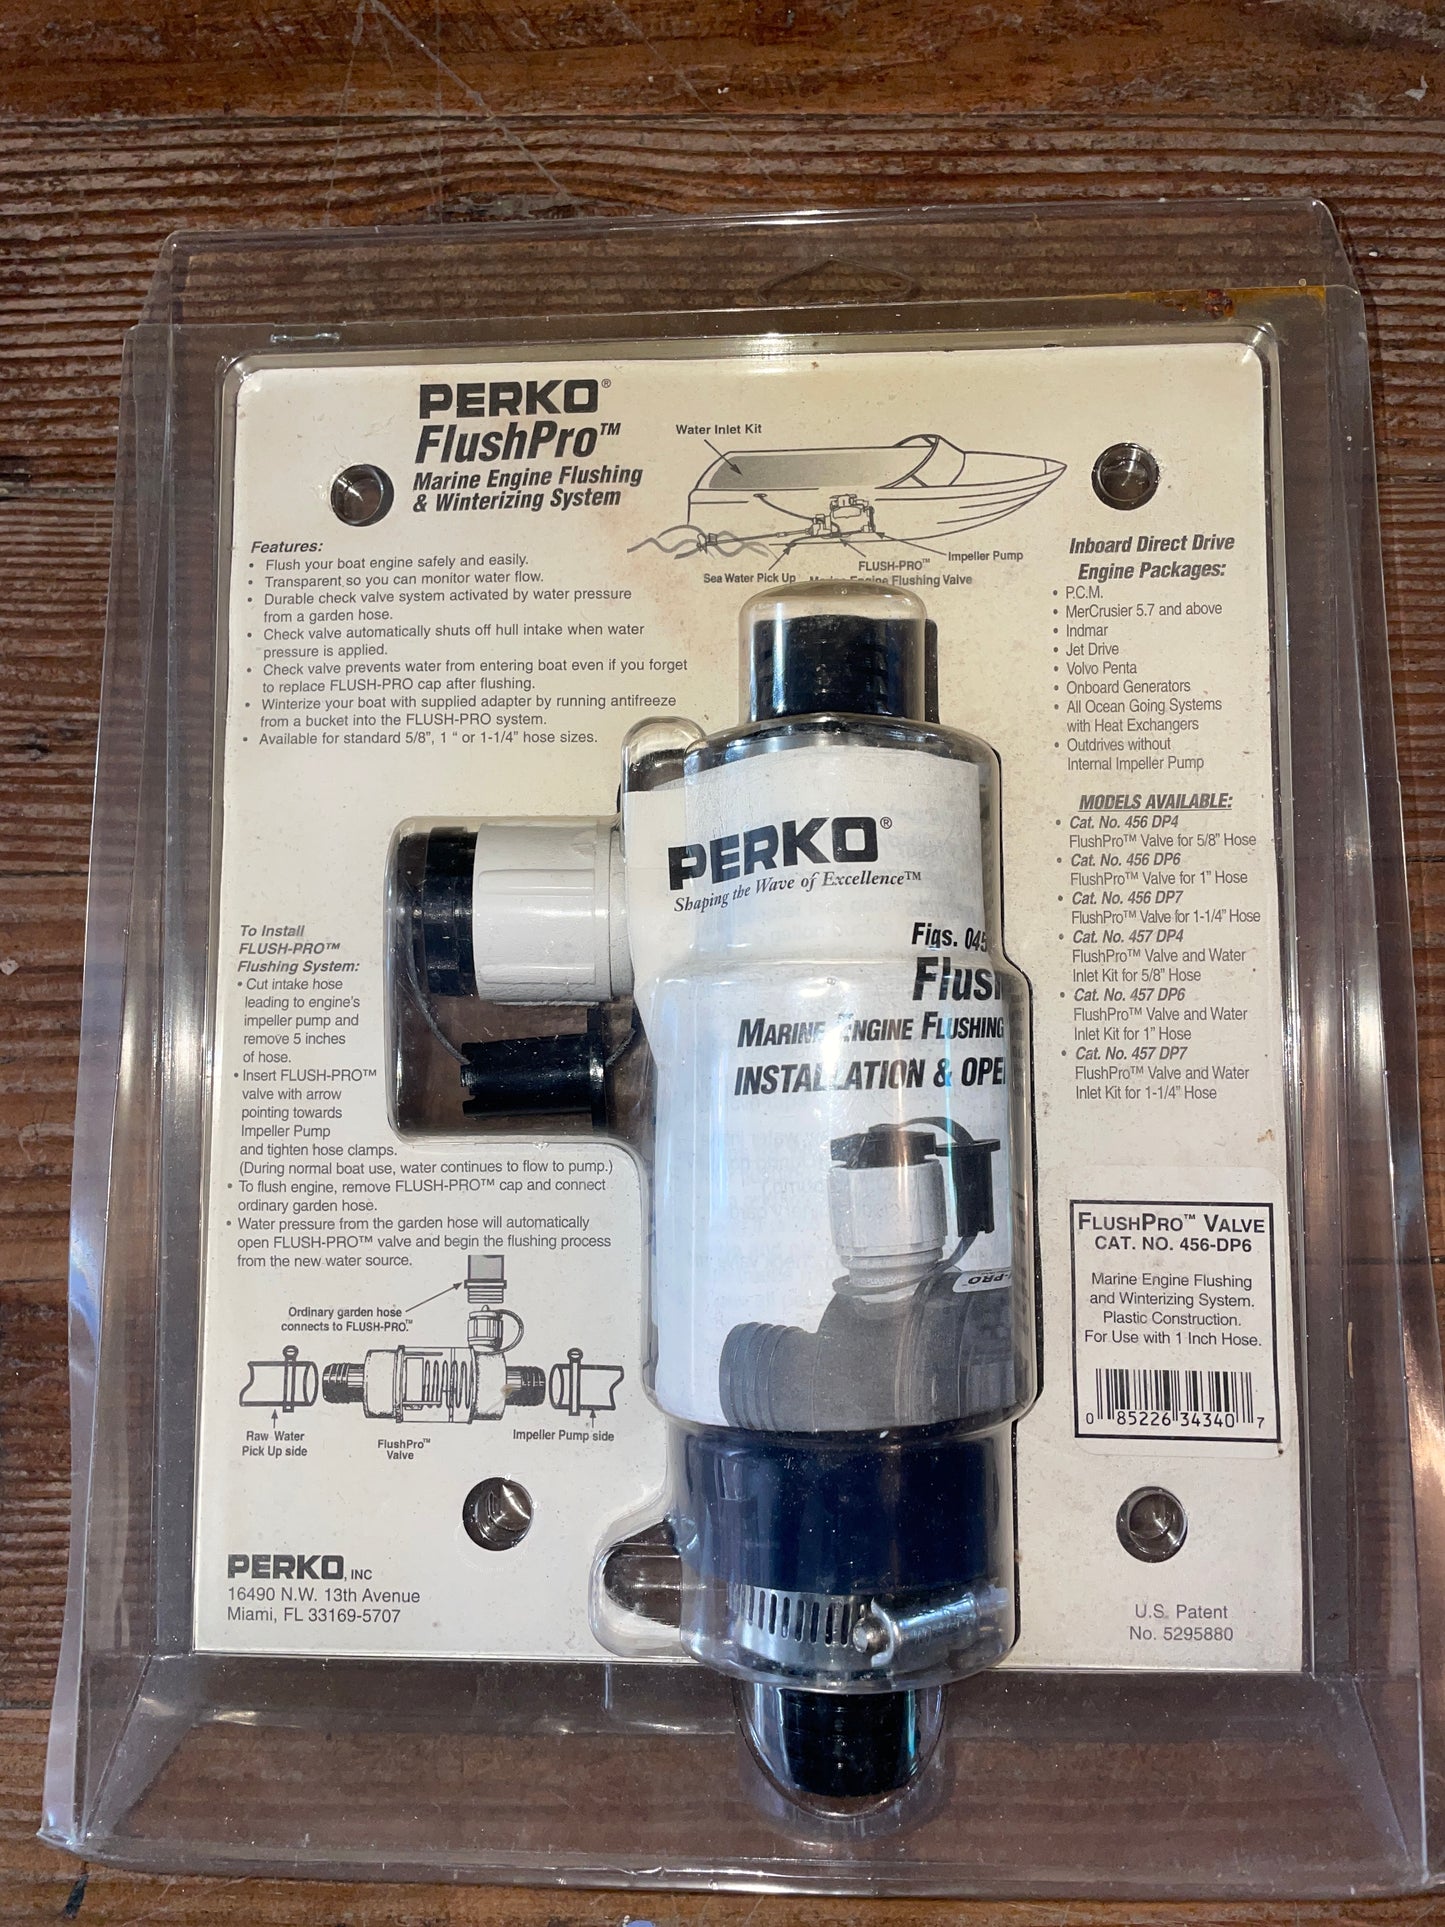 PERKO®
FlushPro™
Marine Engine Flushing
& Winterizing System
Water Inlet Kit
Impeller Pump
FLUSH-PRO™
Sea Water Pick Up
Marine Engine Flushing Valve
Features:
• Flush your boat engine safely and easily.
• Transparent so you can monitor water flow.
• Durable check valve system activated by water pressure
from a garden hose.
• Check valve automatically shuts off hull intake when water
pressure is applied.
• Check valve prevents water from entering boat even if you forget
to replace FLUSH-PRO cap after flushing.
• Winterize your boat with supplied adapter by running antifreeze
from a bucket into the FLUSH-PRO system.
• Available for standard 5/8", 1 " or 1-1/4" hose sizes.
Inboard Direct Drive
Engine Packages:
• P.C.M.
• MerCrusier 5.7 and above
• Indmar
• Jet Drive
• Volvo Penta
• Onboard Generators
• All Ocean Going Systems
with Heat Exchangers
• Outdrives without
Internal Impeller Pump
MODELS AVAILABLE:
• Cat. No. 456 DP4
FlushPro™ Valve for 5/8" Hose
• Cat. No. 456 DP6
FlushPro™ Valve for 1" Hose
• Cat. No. 456 DP7
FlushPro™ Valve for 1-1/4" Hose
• Cat. No. 457 DP4
FlushPro™ Valve and Water
Inlet Kit for 5/8" Hose
• Cat. No. 457 DP6
FlushPro™ Valve and Water
Inlet Kit for 1" Hose
• Cat. No. 457 DP7
FlushPro™ Valve and Water
Inlet Kit for 1-1/4" Hose
PERKO®
Shaping the Wave of Excellence™
Figs. 045
Flus
MARINE ENGINE FLUSHING
INSTALLATION & OPE
-PRO™
To Install
FLUSH-PRO™
Flushing System:
• Cut intake hose
leading to engine's
impeller pump and
remove 5 inches
of hose.
• Insert FLUSH-PRO™
valve with arrow
pointing towards
Impeller Pump
and tighten hose clamps.
(During normal boat use, water continues to flow to pump.)
• To flush engine, remove FLUSH-PRO™ cap and connect
ordinary garden hose.
• Water pressure from the garden hose will automatically
open FLUSH-PRO™ valve and begin the flushing process
from the new water source.
Ordinary garden hose
connects to FLUSH-PRO.™
Raw Water
Pick Up side
FlushPro™
Valve
Impeller Pump side
FLUSHPRO™ VALVE
CAT. NO. 456-DP6
Marine Engine Flushing
and Winterizing System.
Plastic Construction.
For Use with 1 Inch Hose.
0 85226 34340 7
PERKO, INC
16490 N.W. 13th Avenue
Miami, FL 33169-5707
U.S. Patent
No. 5295880